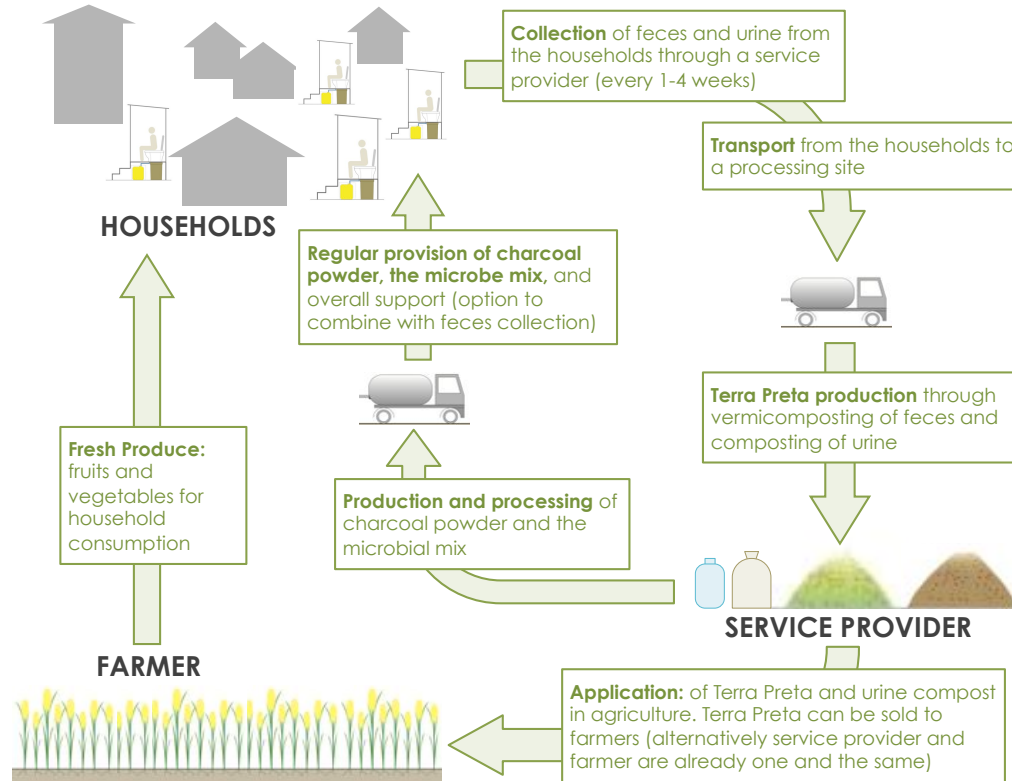 Collection of feces and urine from
the households through a service
provider (every 1-4 weeks)
Transport from the households to
a processing site
HOUSEHOLDS
Regular provision of charcoal
powder, the microbe mix, and
overall support (option to
combine with feces collection)
Terra Preta production through
vermicomposting of feces and
composting of urine
Fresh Produce:
fruits and
vegetables for
household
consumption
Production and processing of
charcoal powder and the
microbial mix
SERVICE PROVIDER
FARMER
Application: of Terra Preta and urine compost
in agriculture. Terra Preta can be sold to
farmers (alternatively service provider and
farmer are already one and the same)